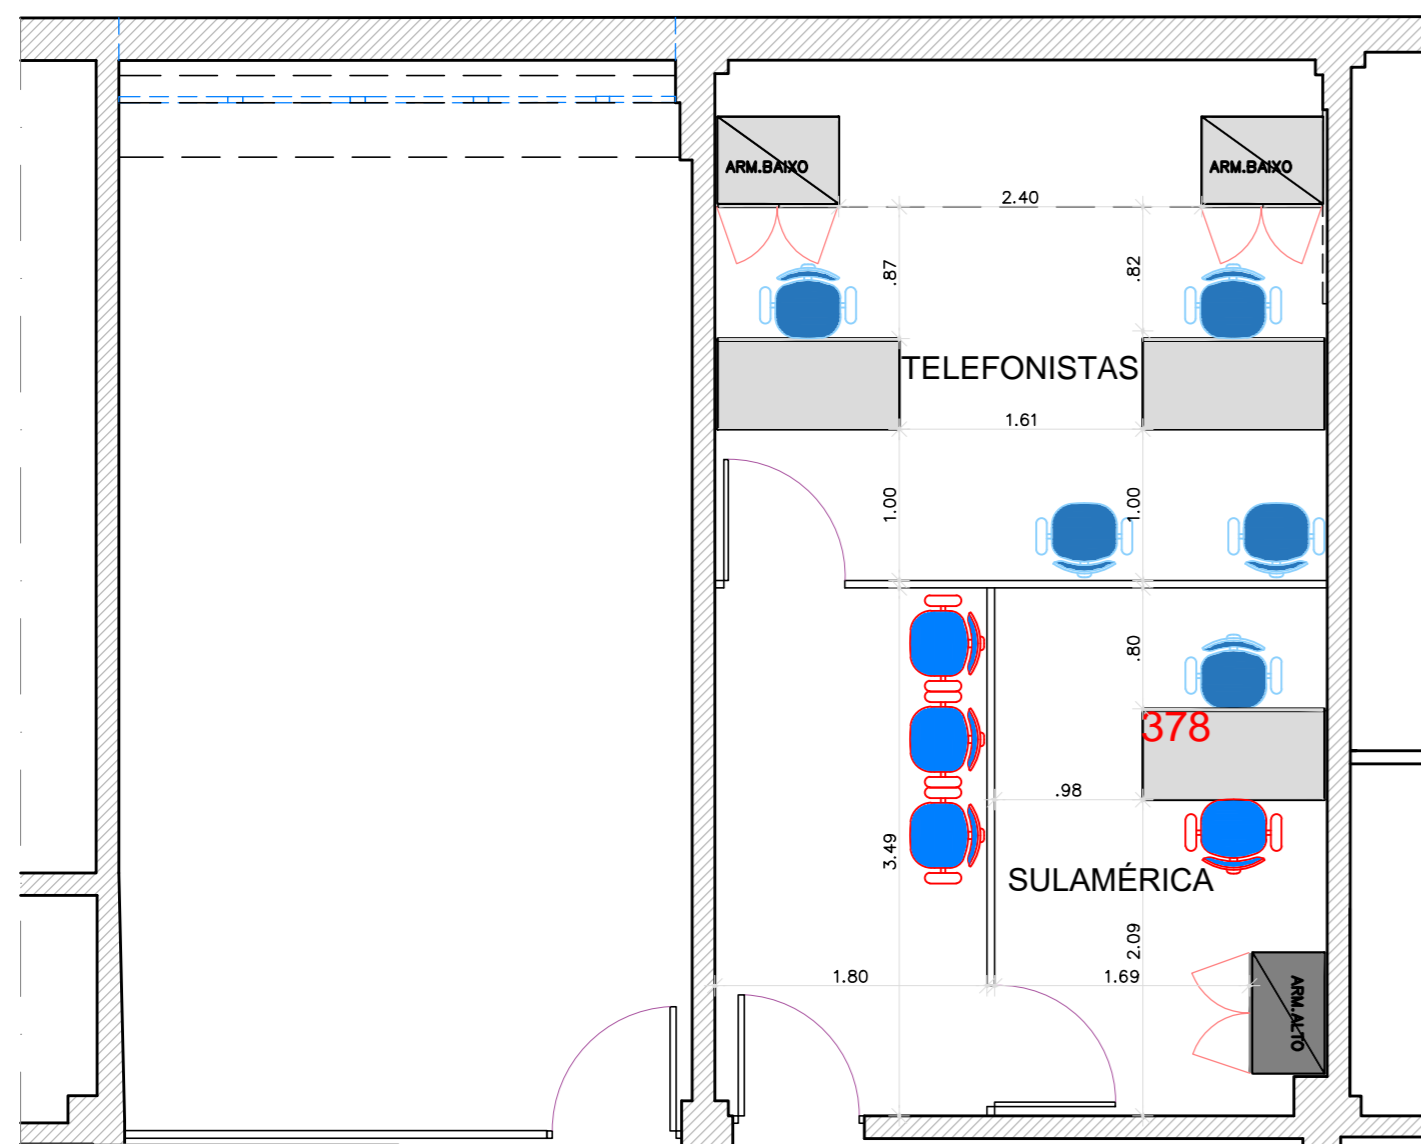 ARM.BAIXO
ARM.BAIXO
2.40
.87
.82
TELEFONISTAS
1.61
1.00
1.00
.80
378
.98
3.49
SULAMÉRICA
2.09
1.80
1.69
ARM.ALTO